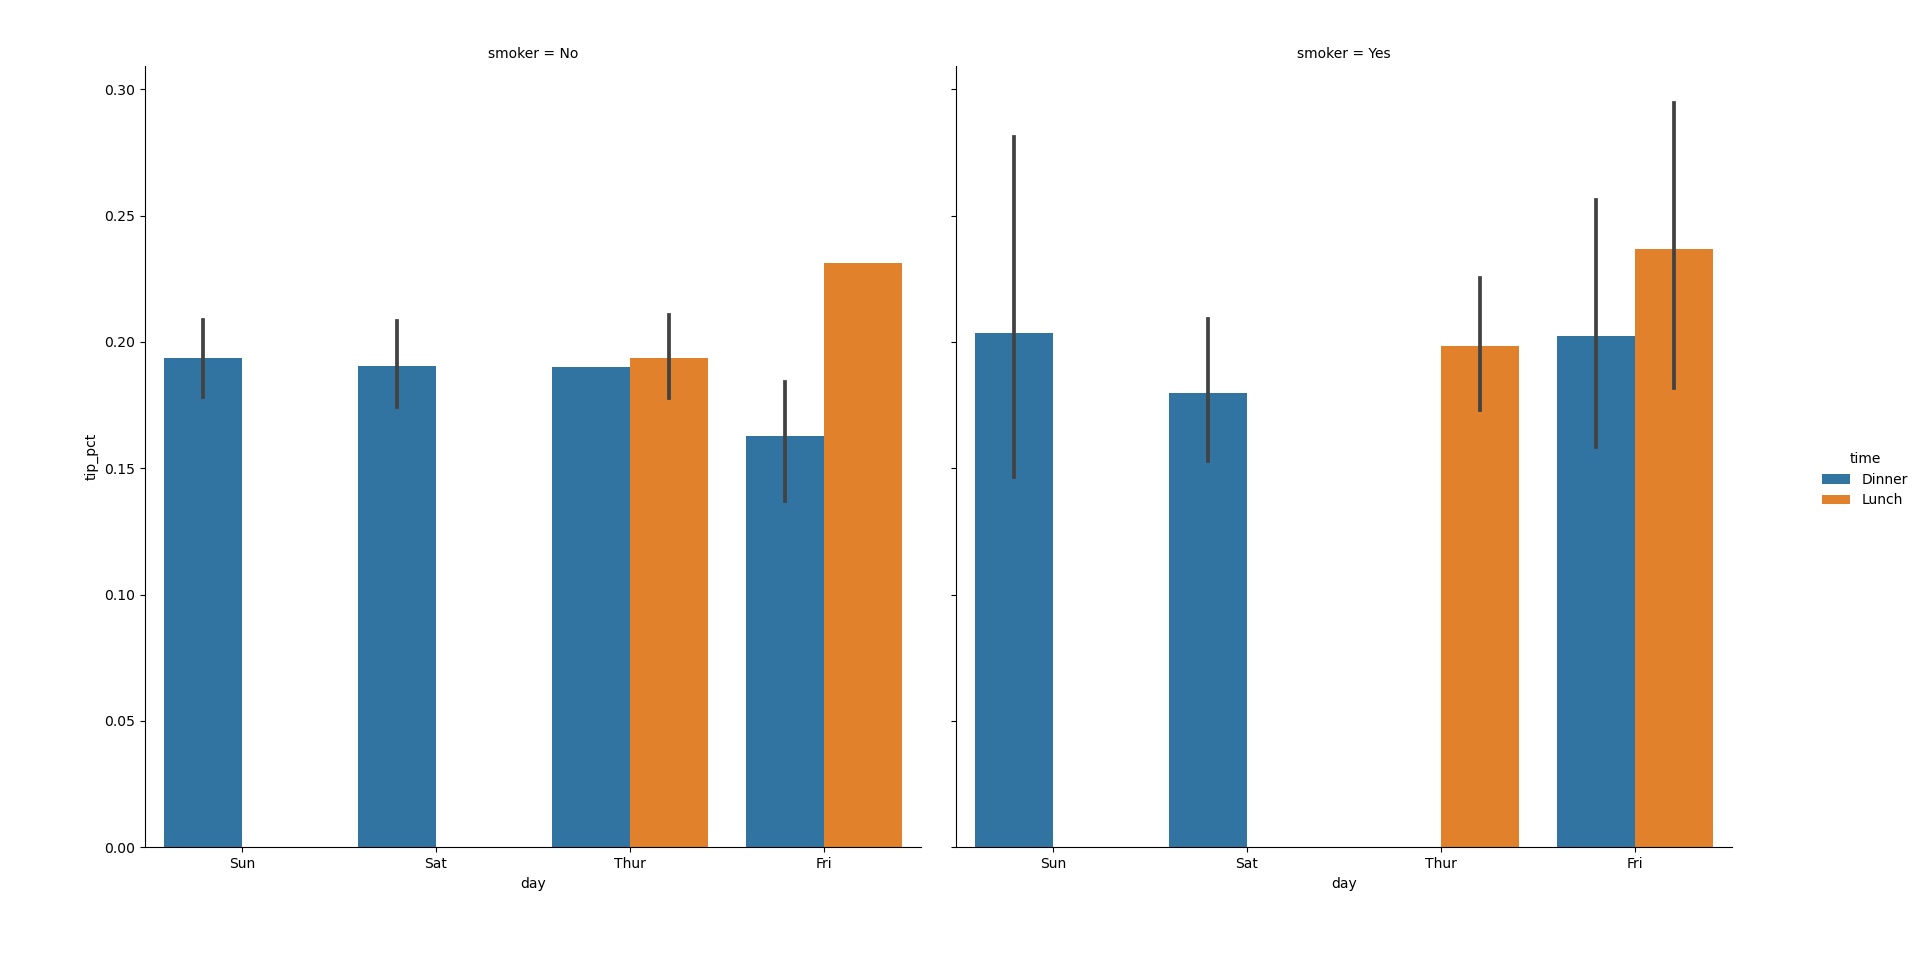 smoker = No
smoker = Yes
0.30
0.25
0.20
0.15
0.10
0.05
0.00
tip_pct
Sun Sat Thur Fri
day
Sun Sat Thur Fri
day
time
Dinner
Lunch